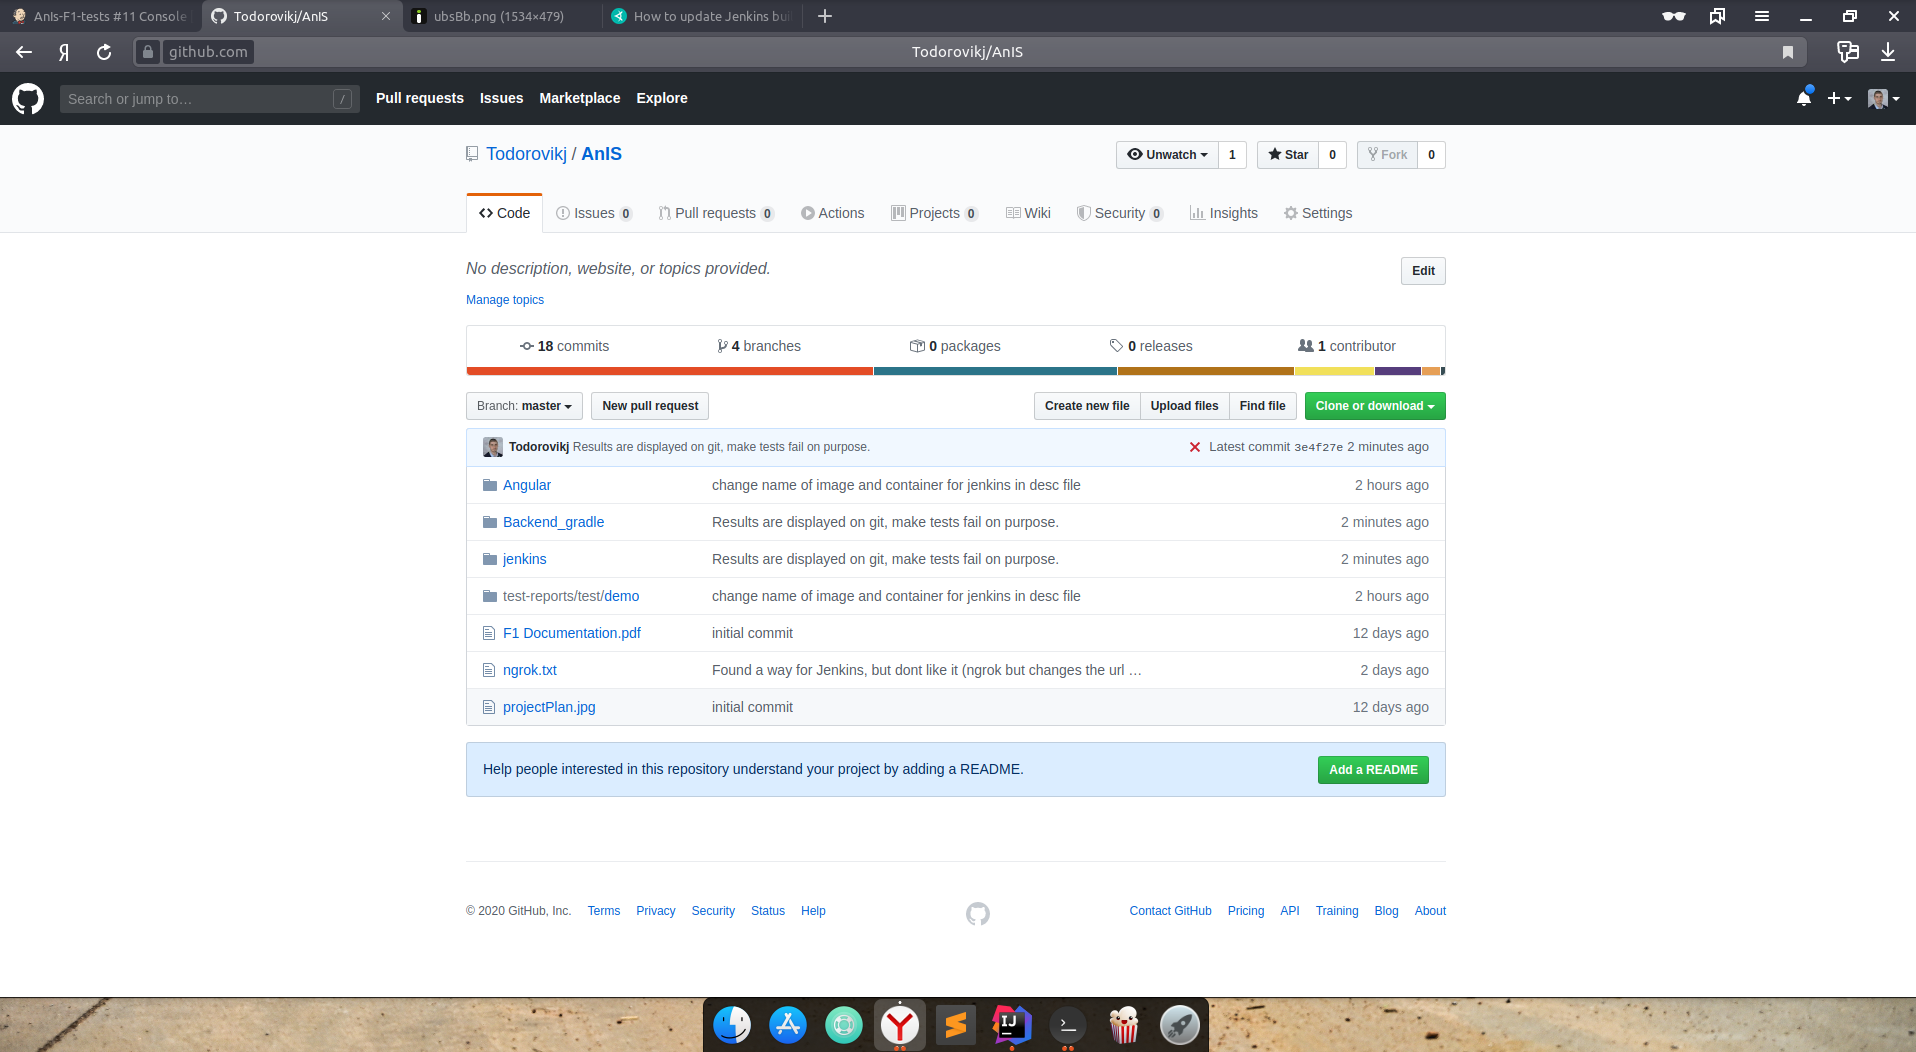 AnIs-F1-tests #11 Console
Todorovikj/AnIS
ubsBb.png (1534×479)
How to update Jenkins bui
Я
github.com
Todorovikj/AnIS
Search or jump to…
/
Pull requests
Issues
Marketplace
Explore
Todorovikj / AnIS
Unwatch 1
Star 0
Fork 0
Code
Issues 0
Pull requests 0
Actions
Projects 0
Wiki
Security 0
Insights
Settings
No description, website, or topics provided.
Edit
Manage topics
18 commits
4 branches
0 packages
0 releases
1 contributor
Branch: master
New pull request
Create new file
Upload files
Find file
Clone or download
Todorovikj Results are displayed on git, make tests fail on purpose.
Latest commit 3e4f27e 2 minutes ago
Angular change name of image and container for jenkins in desc file 2 hours ago
Backend_gradle Results are displayed on git, make tests fail on purpose. 2 minutes ago
jenkins Results are displayed on git, make tests fail on purpose. 2 minutes ago
test-reports/test/demo change name of image and container for jenkins in desc file 2 hours ago
F1 Documentation.pdf initial commit 12 days ago
ngrok.txt Found a way for Jenkins, but dont like it (ngrok but changes the url … 2 days ago
projectPlan.jpg initial commit 12 days ago
Help people interested in this repository understand your project by adding a README.
Add a README
© 2020 GitHub, Inc.
Terms
Privacy
Security
Status
Help
Contact GitHub
Pricing
API
Training
Blog
About
IJ